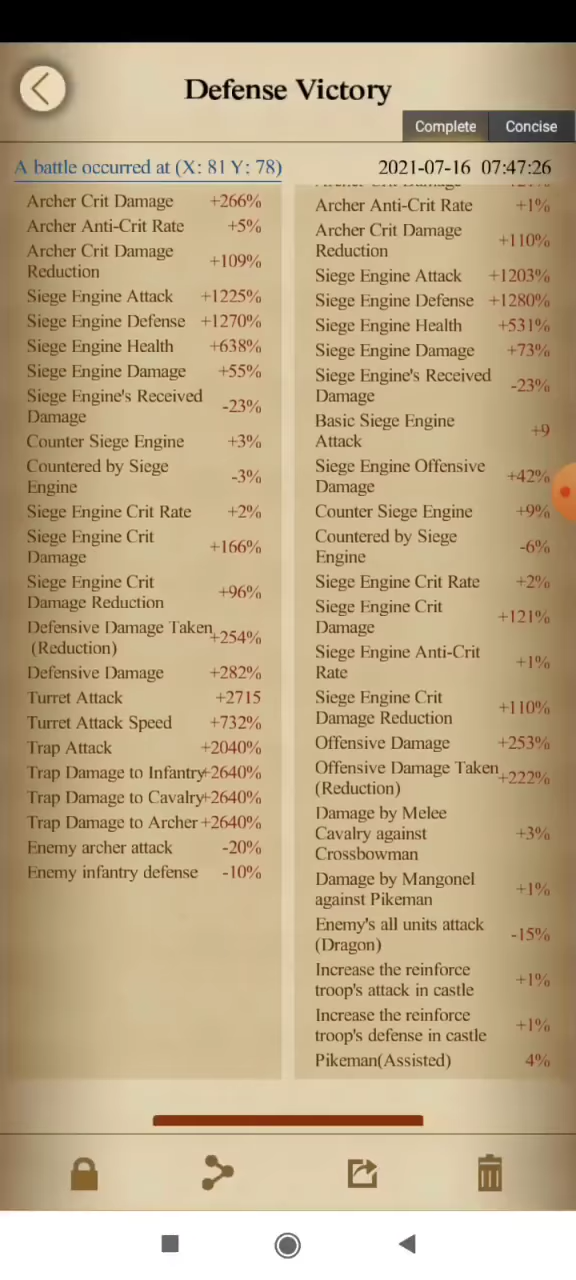 Defense Victory
Complete
Concise
A battle occurred at (X: 81 Y: 78)
2021-07-16 07:47:26
Archer Crit Damage +266%
Archer Anti-Crit Rate +5%
Archer Crit Damage
Reduction +109%
Siege Engine Attack +1225%
Siege Engine Defense +1270%
Siege Engine Health +638%
Siege Engine Damage +55%
Siege Engine's Received
Damage -23%
Counter Siege Engine +3%
Countered by Siege
Engine -3%
Siege Engine Crit Rate +2%
Siege Engine Crit
Damage +166%
Siege Engine Crit
Damage Reduction +96%
Defensive Damage Taken
(Reduction) +254%
Defensive Damage +282%
Turret Attack +2715
Turret Attack Speed +732%
Trap Attack +2040%
Trap Damage to Infantry +2640%
Trap Damage to Cavalry +2640%
Trap Damage to Archer +2640%
Enemy archer attack -20%
Enemy infantry defense -10%
Archer Anti-Crit Rate +1%
Archer Crit Damage
Reduction +110%
Siege Engine Attack +1203%
Siege Engine Defense +1280%
Siege Engine Health +531%
Siege Engine Damage +73%
Siege Engine's Received
Damage -23%
Basic Siege Engine
Attack +9
Siege Engine Offensive
Damage +42%
Counter Siege Engine +9%
Countered by Siege
Engine -6%
Siege Engine Crit Rate +2%
Siege Engine Crit
Damage +121%
Siege Engine Anti-Crit
Rate +1%
Siege Engine Crit
Damage Reduction +110%
Offensive Damage +253%
Offensive Damage Taken
(Reduction) +222%
Damage by Melee
Cavalry against
Crossbowman +3%
Damage by Mangonel
against Pikeman +1%
Enemy's all units attack
(Dragon) -15%
Increase the reinforce
troop's attack in castle +1%
Increase the reinforce
troop's defense in castle +1%
Pikeman(Assisted) 4%